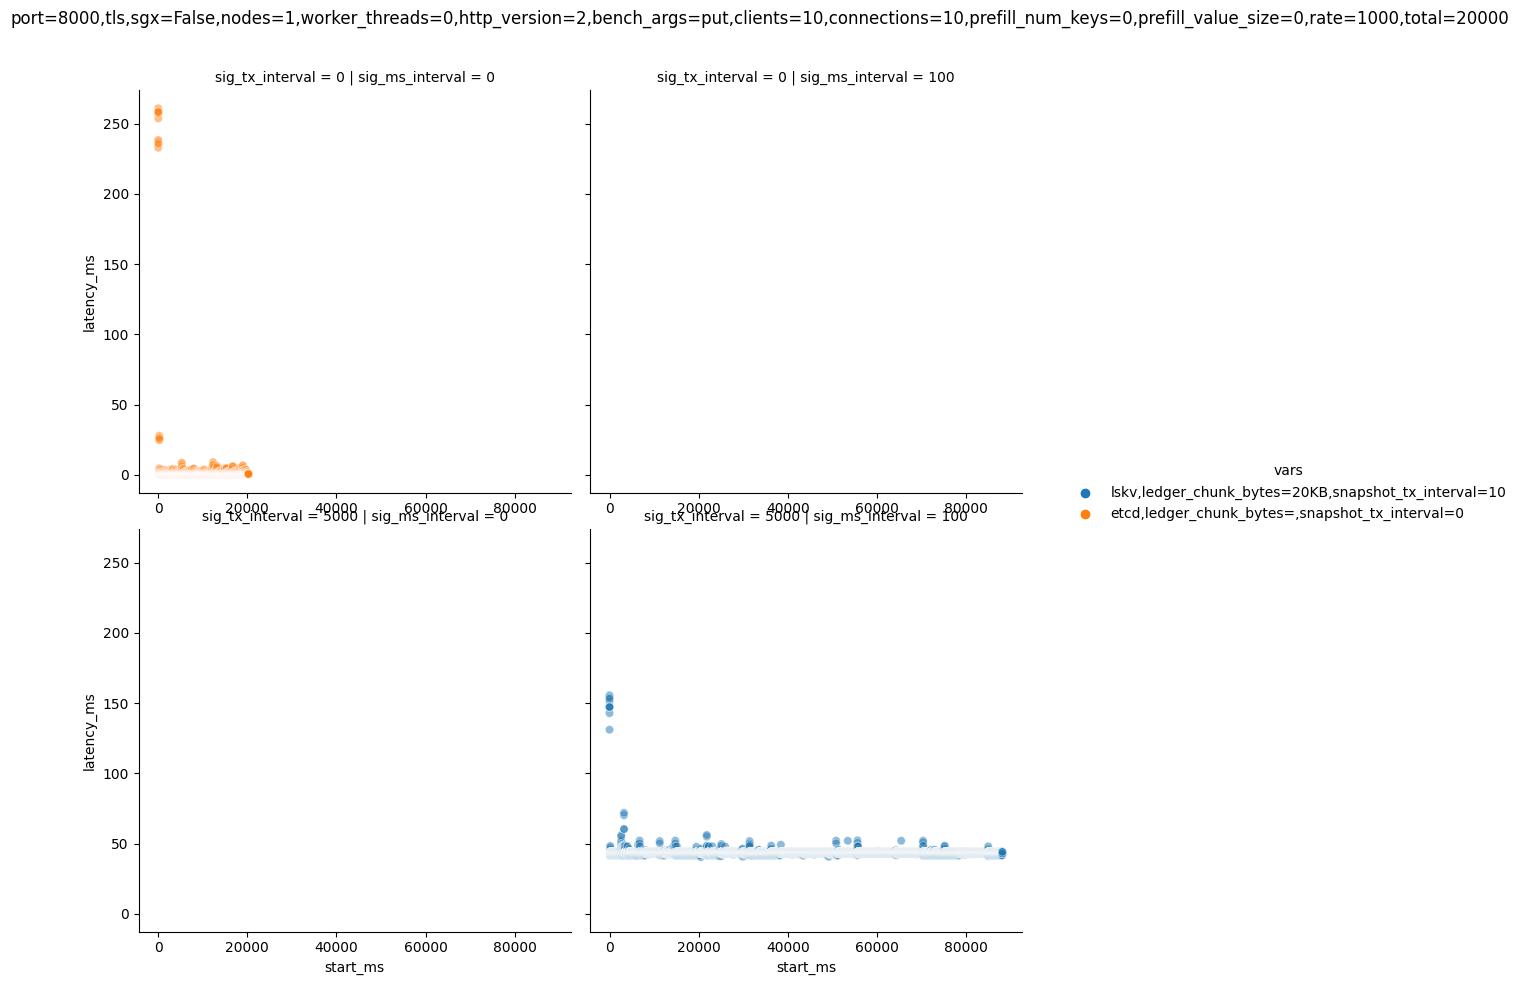 port=8000,tls,sgx=False,nodes=1,worker_threads=0,http_version=2,bench_args=put,clients=10,connections=10,prefill_num_keys=0,prefill_value_size=0,rate=1000,total=20000
sig_tx_interval = 0 | sig_ms_interval = 0
sig_tx_interval = 0 | sig_ms_interval = 100
250
200
150
100
50
0
latency_ms
0 20000 40000 60000 80000
0 20000 40000 60000 80000
sig_tx_interval = 5000 | sig_ms_interval = 0
sig_tx_interval = 5000 | sig_ms_interval = 100
250
200
150
100
50
0
latency_ms
0 20000 40000 60000 80000
start_ms
0 20000 40000 60000 80000
start_ms
vars
lskv,ledger_chunk_bytes=20KB,snapshot_tx_interval=10
etcd,ledger_chunk_bytes=,snapshot_tx_interval=0